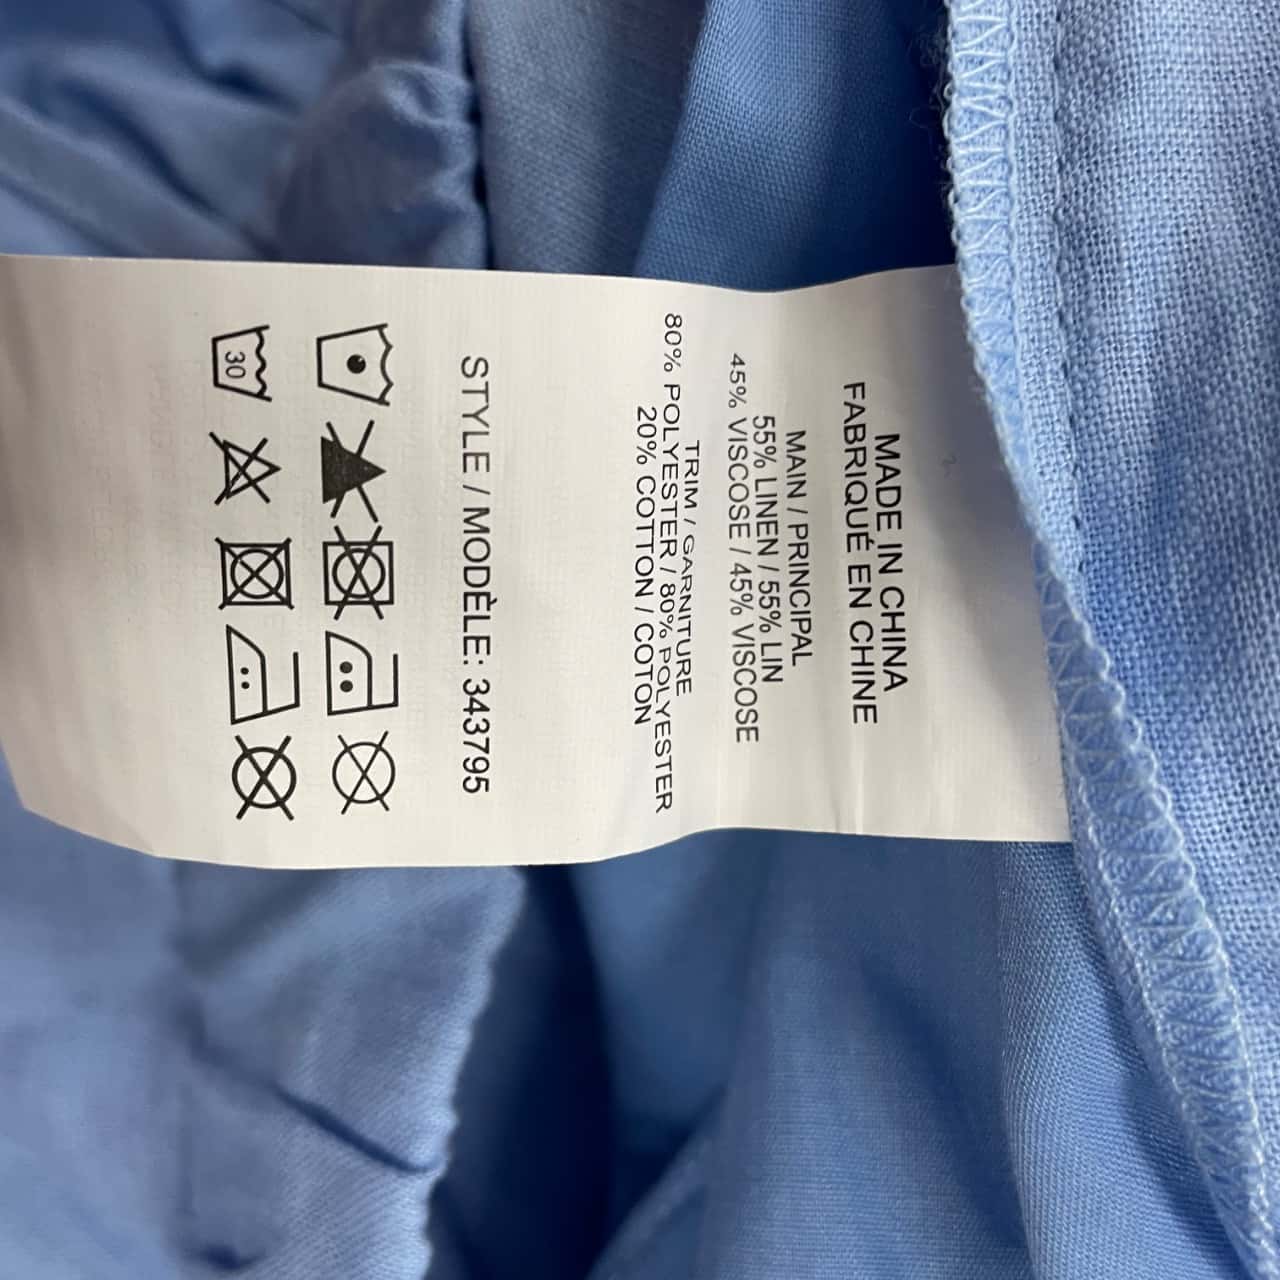 MADE IN CHINA
FABRIQUÉ EN CHINE
MAIN / PRINCIPAL
55% LINEN / 55% LIN
45% VISCOSE / 45% VISCOSE
TRIM / GARNITURE
80% POLYESTER / 80% POLYESTER
20% COTTON / COTON
STYLE / MODÈLE: 343795
30